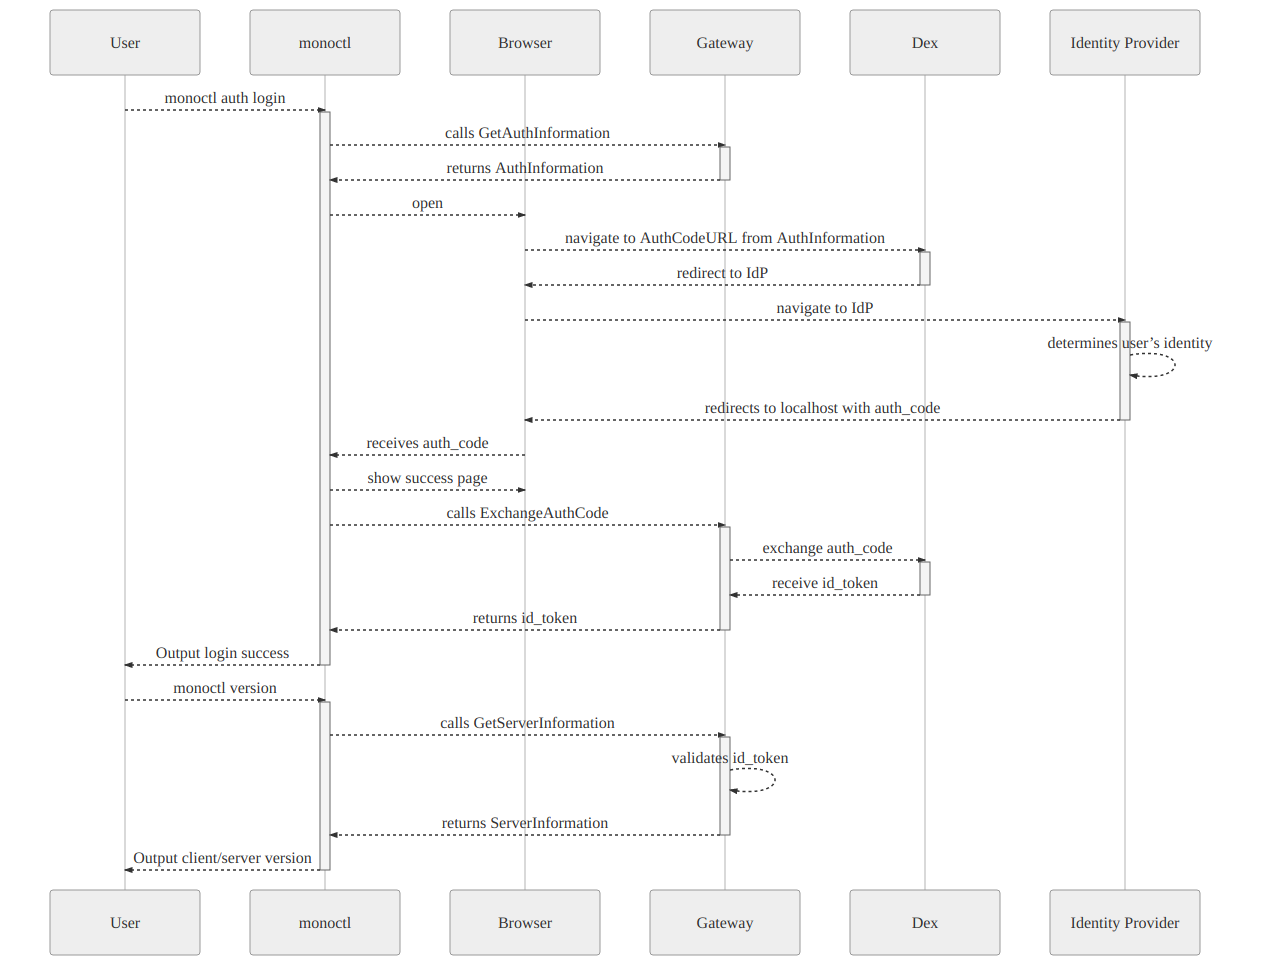 User
monoctl
Browser
Gateway
Dex
Identity Provider
monoctl auth login
calls GetAuthInformation
returns AuthInformation
open
navigate to AuthCodeURL from AuthInformation
redirect to IdP
navigate to IdP
determines user’s identity
redirects to localhost with auth_code
receives auth_code
show success page
calls ExchangeAuthCode
exchange auth_code
receive id_token
returns id_token
Output login success
monoctl version
calls GetServerInformation
validates id_token
returns ServerInformation
Output client/server version
User
monoctl
Browser
Gateway
Dex
Identity Provider